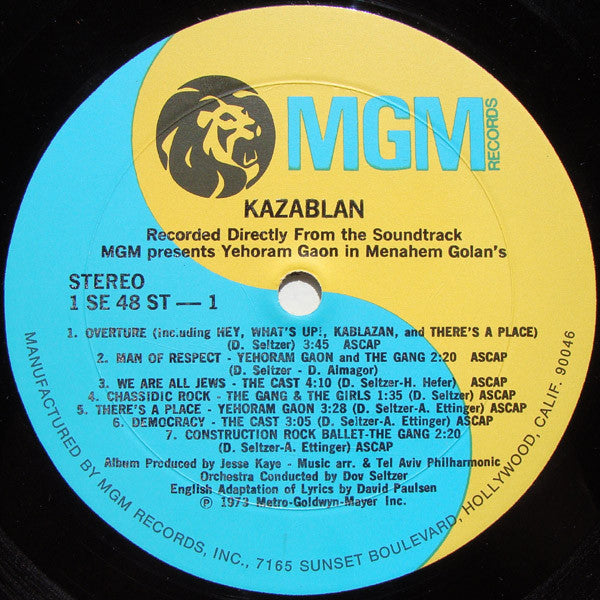 MGM
RECORDS
KAZABLAN
Recorded Directly From the Soundtrack
MGM presents Yehoram Gaon in Menahem Golan's
STEREO
1 SE 48 ST — 1
1. OVERTURE (including HEY, WHAT'S UP!, KABLAZAN, and THERE'S A PLACE)
(D. Seltzer) 3:45 ASCAP
2. MAN OF RESPECT - YEHORAM GAON and THE GANG 2:20 ASCAP
(D. Seltzer - D. Almagor)
3. WE ARE ALL JEWS - THE CAST 4:10 (D. Seltzer-H. Hefer) ASCAP
4. CHASSIDIC ROCK - THE GANG & THE GIRLS 1:35 (D. Seltzer) ASCAP
5. THERE'S A PLACE - YEHORAM GAON 3:28 (D. Seltzer-A. Ettinger) ASCAP
6. DEMOCRACY - THE CAST 3:05 (D. Seltzer-A. Ettinger) ASCAP
7. CONSTRUCTION ROCK BALLET-THE GANG 2:20
(D. Seltzer-A. Ettinger) ASCAP
Album Produced by Jesse Kaye - Music arr. & Tel Aviv Philharmonic
Orchestra Conducted by Dov Seltzer
English Adaptation of Lyrics by David Paulsen
℗ 1973 Metro-Goldwyn-Mayer Inc.
MANUFACTURED BY MGM RECORDS, INC., 7165 SUNSET BOULEVARD, HOLLYWOOD, CALIF. 90046